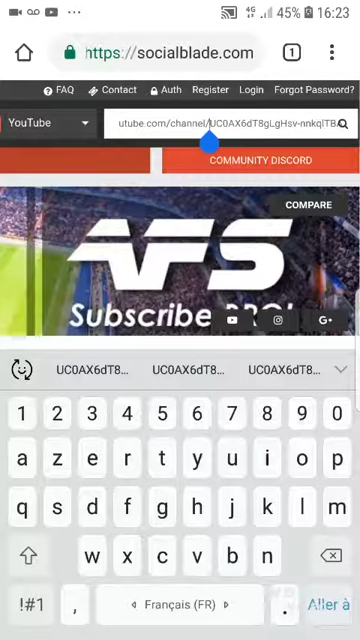 4G 45% 16:23
https://socialblade.com 1
FAQ Contact Auth Register Login Forgot Password?
YouTube utube.com/channel/UC0AX6dT8gLgHsv-nnkqlTBA
COMMUNITY DISCORD
COMPARE
AFS
Subscribe
G+
UC0AX6dT8... UC0AX6dT8... UC0AX6dT8...
1 2 3 4 5 6 7 8 9 0
a z e r t y u i o p
q s d f g h j k l m
w x c v b n
!#1 , Français (FR) . Aller à